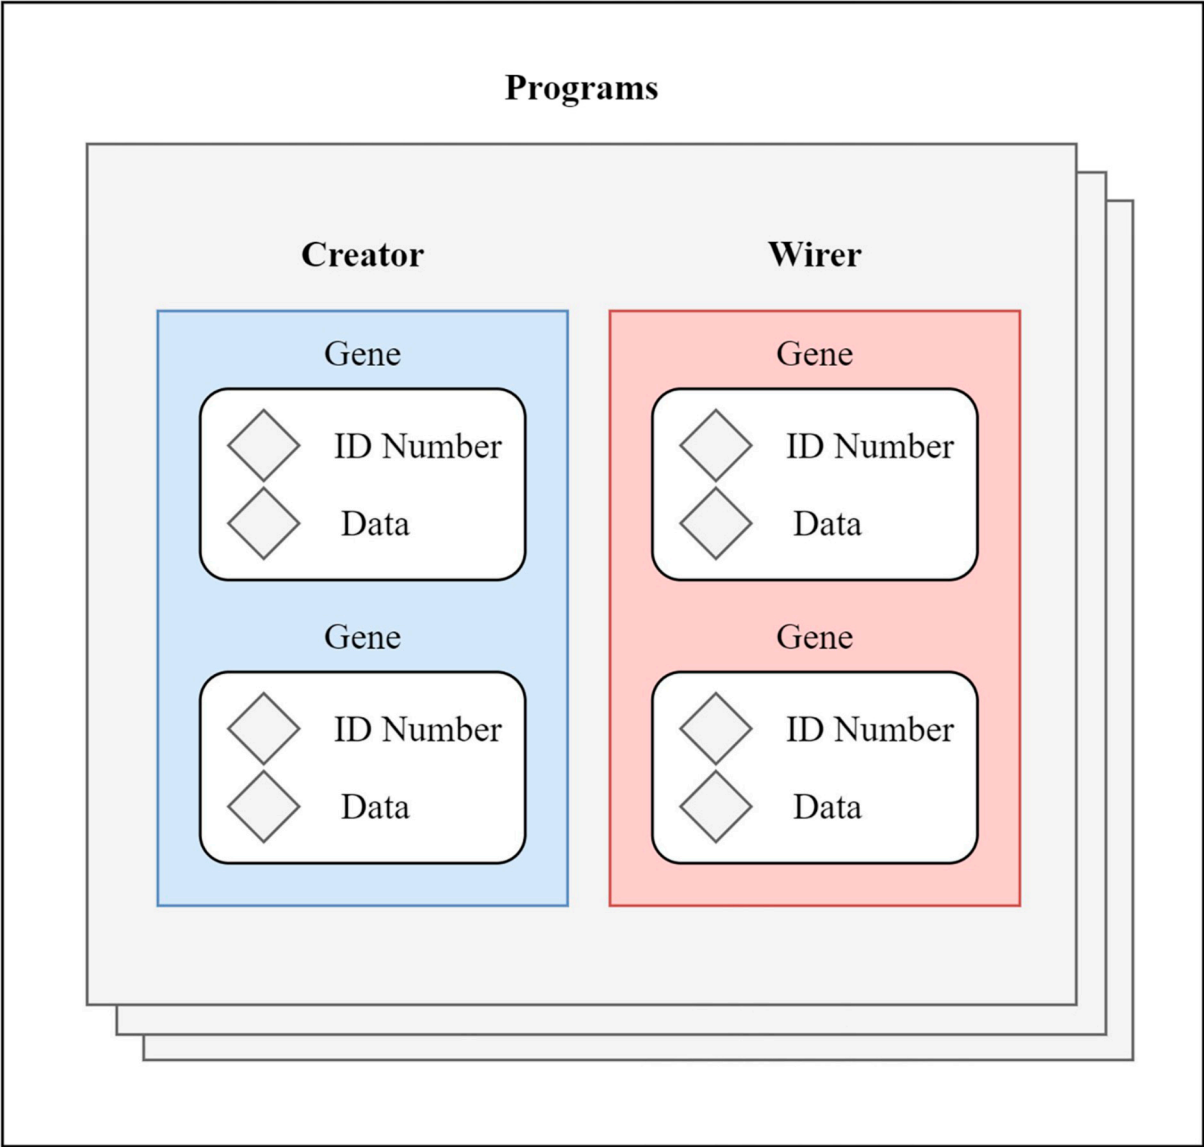 Programs
Creator
Wirer
Gene
ID Number
Data
Gene
ID Number
Data
Gene
ID Number
Data
Gene
ID Number
Data